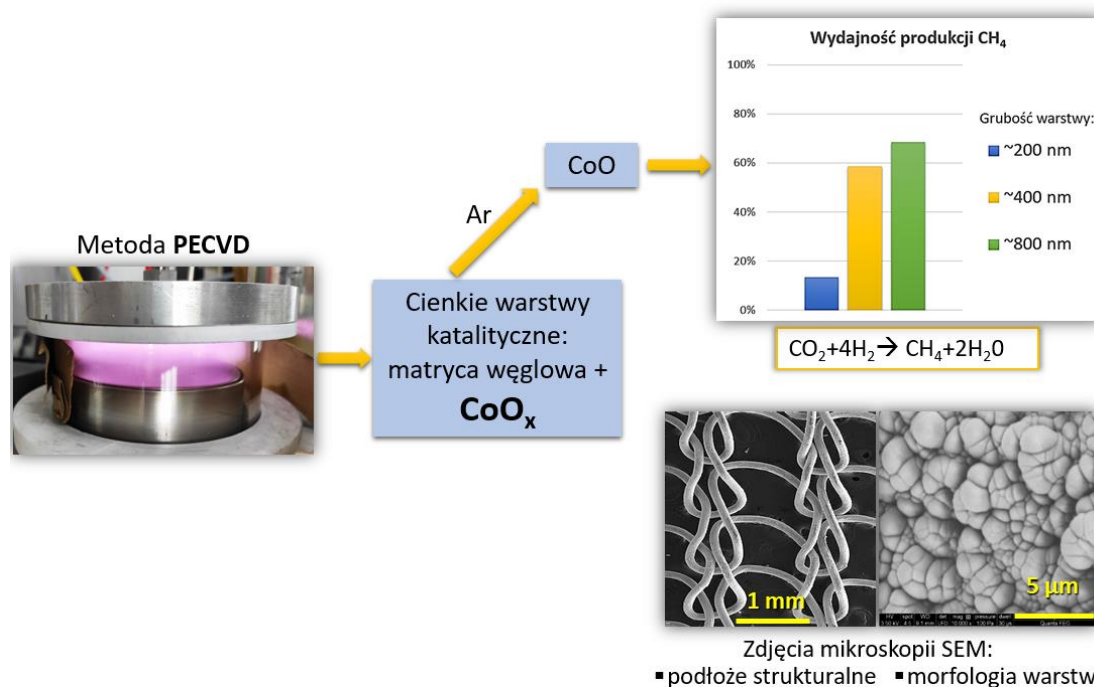 Metoda PECVD
Cienkie warstwy
katalityczne:
matryca węglowa +
CoOₓ
Ar
CoO
Wydajność produkcji CH₄
100%
80%
60%
40%
20%
0%
Grubość warstwy:
~200 nm
~400 nm
~800 nm
CO₂+4H₂→ CH₄+2H₂0
1 mm
5 µm
Zdjęcia mikroskopii SEM:
▪ podłoże strukturalne ▪ morfologia warstw